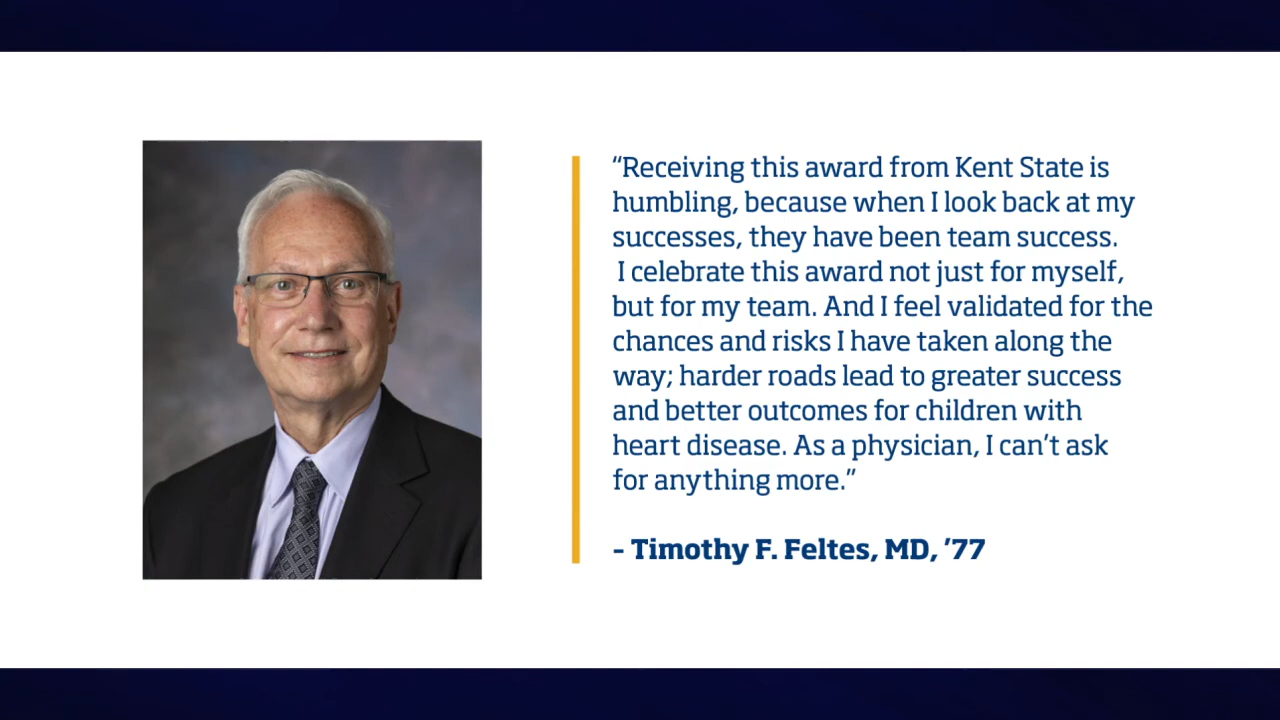 “Receiving this award from Kent State is
humbling, because when I look back at my
successes, they have been team success.
I celebrate this award not just for myself,
but for my team. And I feel validated for the
chances and risks I have taken along the
way; harder roads lead to greater success
and better outcomes for children with
heart disease. As a physician, I can’t ask
for anything more.”
– Timothy F. Feltes, MD, ’77